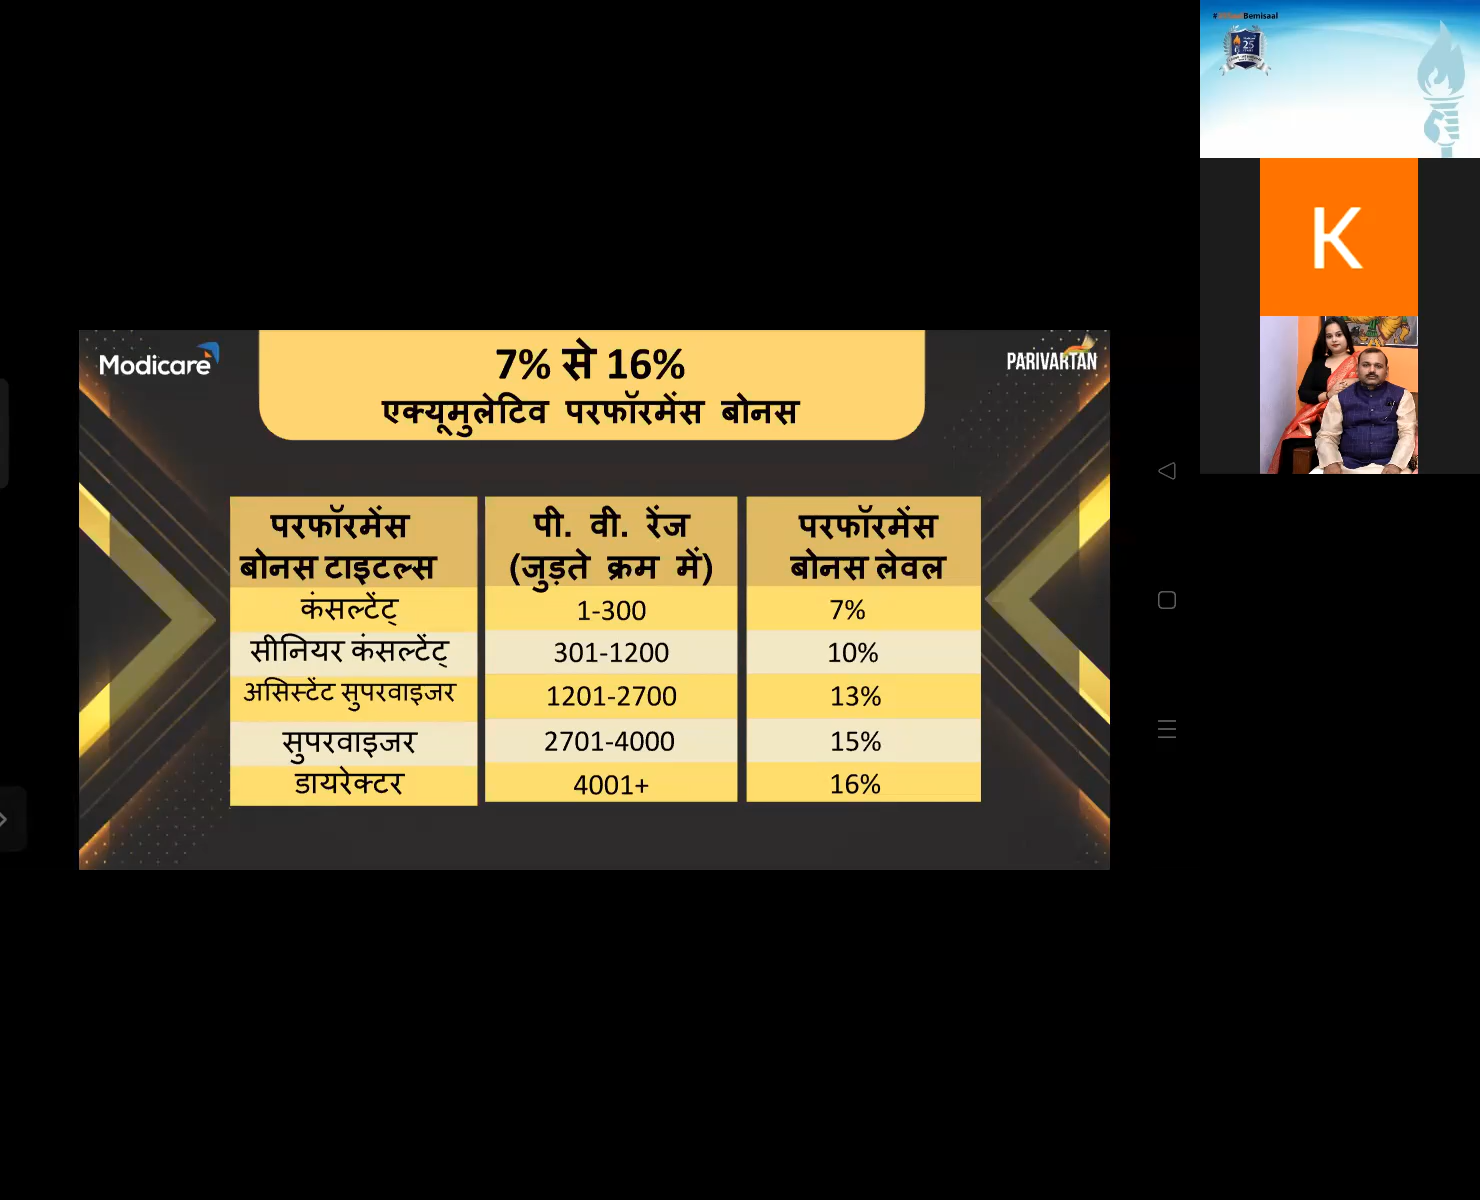 Bemisaal
25
K
Modicare
7% से 16%
PARIVARTAN
एक्यूमुलेटिव परफॉरमेंस बोनस
परफॉरमेंस बोनस टाइटल्स
पी. वी. रेंज (जुड़ते क्रम में)
परफॉरमेंस बोनस लेवल
कंसल्टेंट् 1-300 7%
सीनियर कंसल्टेंट् 301-1200 10%
असिस्टेंट सुपरवाइजर 1201-2700 13%
सुपरवाइजर 2701-4000 15%
डायरेक्टर 4001+ 16%